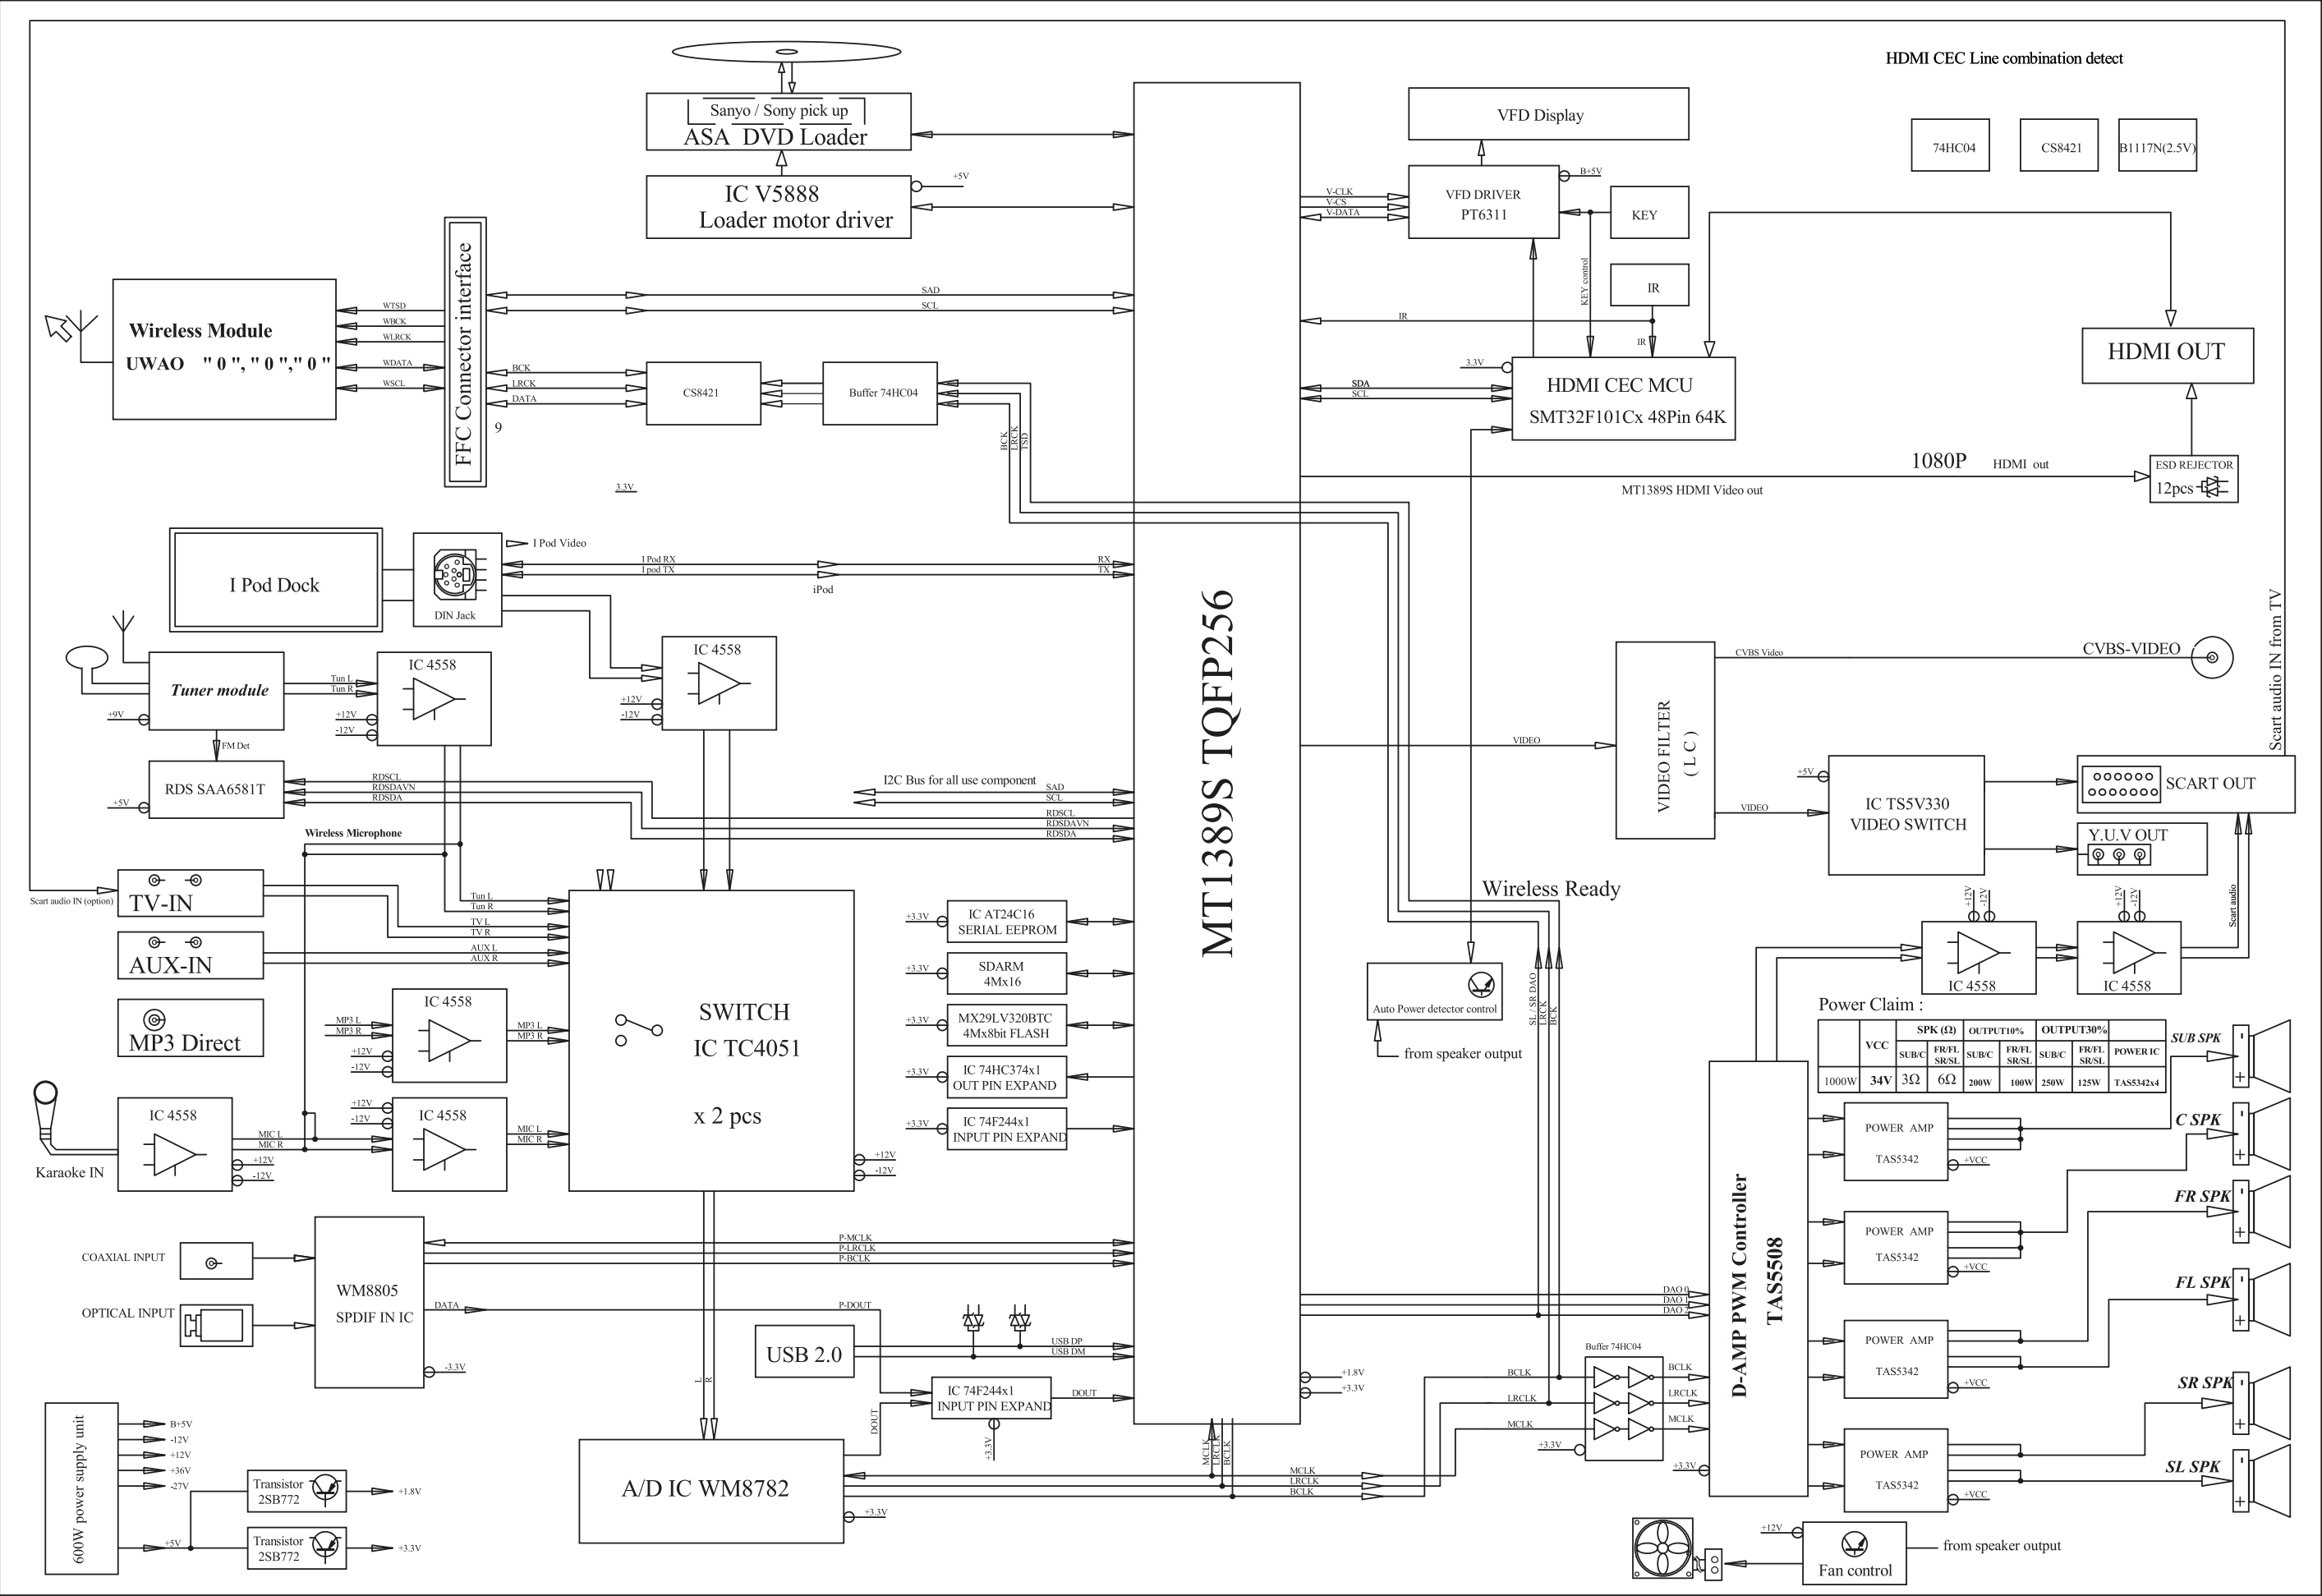 HDMI CEC Line combination detect
Sanyo / Sony pick up
ASA DVD Loader
IC V5888
Loader motor driver
+5V
VFD Display
74HC04
CS8421
B1117N(2.5V)
V-CLK
V-CS
V-DATA
VFD DRIVER
PT6311
B+5V
KEY
KEY control
IR
IR
IR
Wireless Module
UWAO " 0 ", " 0 "," 0 "
WTSD
WBCK
WLRCK
WDATA
WSCL
FFC Connector interface
9
SAD
SCL
BCK
LRCK
DATA
CS8421
Buffer 74HC04
BCK
LRCK
TSD
3.3V
3.3V
HDMI CEC MCU
SMT32F101Cx 48Pin 64K
SDA
SCL
HDMI OUT
1080P HDMI out
MT1389S HDMI Video out
ESD REJECTOR
12pcs
MT1389S TQFP256
I Pod Dock
DIN Jack
I Pod Video
I Pod RX
I pod TX
iPod
RX
TX
IC 4558
+12V
-12V
Tuner module
+9V
Tun L
Tun R
IC 4558
+12V
-12V
FM Det
RDS SAA6581T
+5V
RDSCL
RDSDAVN
RDSDA
I2C Bus for all use component
SAD
SCL
RDSCL
RDSDAVN
RDSDA
VIDEO
VIDEO FILTER
( L C )
CVBS Video
CVBS-VIDEO
VIDEO
+5V
IC TS5V330
VIDEO SWITCH
SCART OUT
Y.U.V OUT
Scart audio IN from TV
Scart audio
Wireless Microphone
Scart audio IN (option)
TV-IN
AUX-IN
MP3 Direct
Tun L
Tun R
TV L
TV R
AUX L
AUX R
MP3 L
MP3 R
+12V
-12V
IC 4558
MP3 L
MP3 R
Karaoke IN
IC 4558
MIC L
MIC R
+12V
-12V
+12V
-12V
IC 4558
MIC L
MIC R
SWITCH
IC TC4051
x 2 pcs
+12V
-12V
+3.3V
IC AT24C16
SERIAL EEPROM
+3.3V
SDARM
4Mx16
+3.3V
MX29LV320BTC
4Mx8bit FLASH
+3.3V
IC 74HC374x1
OUT PIN EXPAND
+3.3V
IC 74F244x1
INPUT PIN EXPAND
Wireless Ready
Auto Power detector control
from speaker output
SL / SR DAO
LRCK
BCK
+12V
-12V
IC 4558
+12V
-12V
IC 4558
Power Claim :
VCC SPK (Ω) OUTPUT10% OUTPUT30%
SUB/C FR/FL SR/SL SUB/C FR/FL SR/SL SUB/C FR/FL SR/SL POWER IC
1000W 34V 3Ω 6Ω 200W 100W 250W 125W TAS5342x4
D-AMP PWM Controller
TAS5508
+3.3V
POWER AMP
TAS5342
+VCC
POWER AMP
TAS5342
+VCC
POWER AMP
TAS5342
+VCC
POWER AMP
TAS5342
+VCC
SUB SPK
- +
C SPK
- +
FR SPK
- +
FL SPK
- +
SR SPK
- +
SL SPK
- +
COAXIAL INPUT
OPTICAL INPUT
WM8805
SPDIF IN IC
-3.3V
P-MCLK
P-LRCLK
P-BCLK
DATA
P-DOUT
USB 2.0
USB DP
USB DM
L
R
IC 74F244x1
INPUT PIN EXPAND
DOUT
DOUT
+3.3V
+1.8V
+3.3V
DAO 0
DAO 1
DAO 2
Buffer 74HC04
BCLK
LRCLK
MCLK
BCLK
LRCLK
MCLK
+3.3V
MCLK
LRCLK
BCLK
A/D IC WM8782
+3.3V
MCLK
LRCLK
BCLK
600W power supply unit
B+5V
-12V
+12V
+36V
-27V
+5V
Transistor
2SB772
+1.8V
Transistor
2SB772
+3.3V
+12V
Fan control
from speaker output